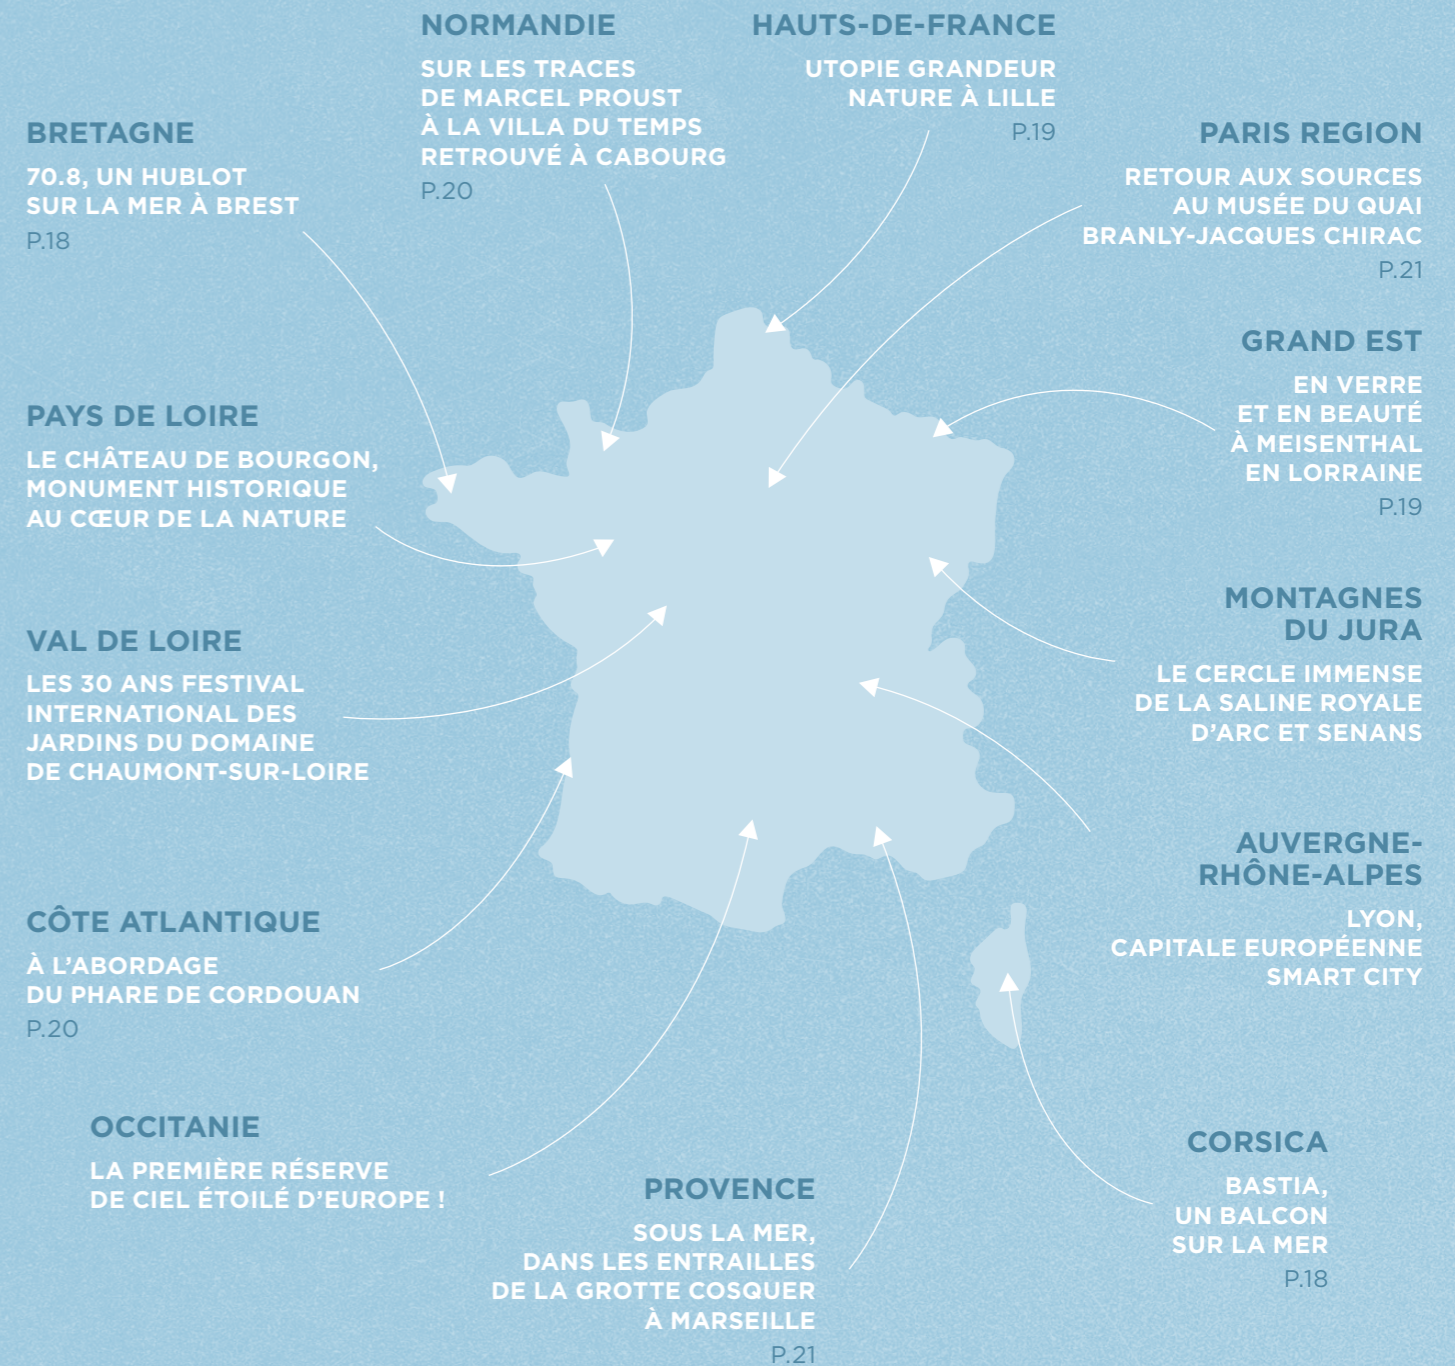 NORMANDIE
SUR LES TRACES
DE MARCEL PROUST
À LA VILLA DU TEMPS
RETROUVÉ À CABOURG
P.20
HAUTS-DE-FRANCE
UTOPIE GRANDEUR
NATURE À LILLE
P.19
BRETAGNE
70.8, UN HUBLOT
SUR LA MER À BREST
P.18
PARIS REGION
RETOUR AUX SOURCES
AU MUSÉE DU QUAI
BRANLY-JACQUES CHIRAC
P.21
GRAND EST
EN VERRE
ET EN BEAUTÉ
À MEISENTHAL
EN LORRAINE
P.19
PAYS DE LOIRE
LE CHÂTEAU DE BOURGON,
MONUMENT HISTORIQUE
AU CŒUR DE LA NATURE
MONTAGNES
DU JURA
LE CERCLE IMMENSE
DE LA SALINE ROYALE
D'ARC ET SENANS
VAL DE LOIRE
LES 30 ANS FESTIVAL
INTERNATIONAL DES
JARDINS DU DOMAINE
DE CHAUMONT-SUR-LOIRE
AUVERGNE-
RHÔNE-ALPES
LYON,
CAPITALE EUROPÉENNE
SMART CITY
CÔTE ATLANTIQUE
À L'ABORDAGE
DU PHARE DE CORDOUAN
P.20
OCCITANIE
LA PREMIÈRE RÉSERVE
DE CIEL ÉTOILÉ D'EUROPE !
PROVENCE
SOUS LA MER,
DANS LES ENTRAILLES
DE LA GROTTE COSQUER
À MARSEILLE
P.21
CORSICA
BASTIA,
UN BALCON
SUR LA MER
P.18